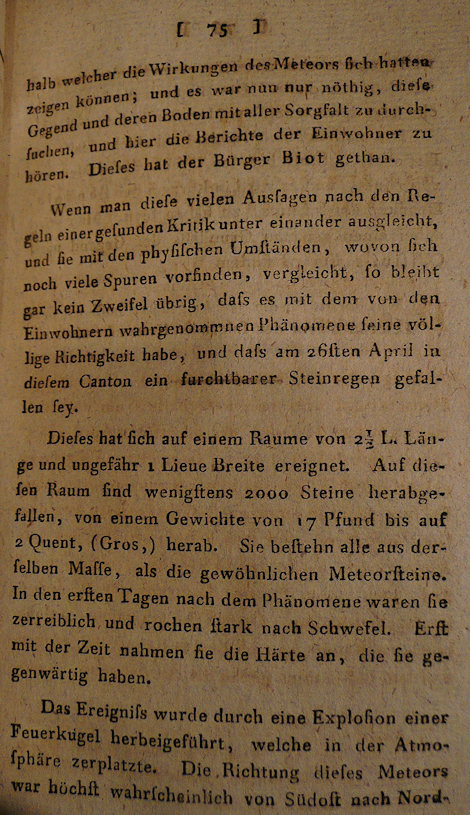 [ 75 ]
halb welcher die Wirkungen des Meteors ſich hatten
zeigen können; und es war nun nur nöthig, dieſe
Gegend und deren Boden mit aller Sorgfalt zu durch-
ſuchen, und hier die Berichte der Einwohner zu
hören. Dieſes hat der Bürger Biot gethan.
Wenn man dieſe vielen Ausſagen nach den Re-
geln einer geſunden Kritik unter einander ausgleicht,
und ſie mit den phyſiſchen Umſtänden, wovon ſich
noch viele Spuren vorfinden, vergleicht, ſo bleibt
gar kein Zweifel übrig, daſs es mit dem von den
Einwohnern wahrgenommnen Phänomene ſeine völ-
lige Richtigkeit habe, und daſs am 26ſten April in
dieſem Canton ein furchtbarer Steinregen gefal-
len ſey.
Dieſes hat ſich auf einem Raume von 2½ L. Län-
ge und ungefähr 1 Lieue Breite ereignet. Auf die-
ſen Raum ſind wenigſtens 2000 Steine herabge-
fallen, von einem Gewichte von 17 Pfund bis auf
2 Quent, (Gros,) herab. Sie beſtehn alle aus der-
ſelben Maſſe, als die gewöhnlichen Meteorſteine.
In den erſten Tagen nach dem Phänomene waren ſie
zerreiblich und rochen ſtark nach Schwefel. Erſt
mit der Zeit nahmen ſie die Härte an, die ſie ge-
genwärtig haben.
Das Ereigniſs wurde durch eine Exploſion einer
Feuerkugel herbeigeführt, welche in der Atmo-
ſphäre zerplatzte. Die Richtung dieſes Meteors
war höchſt wahrſcheinlich von Südoſt nach Nord-